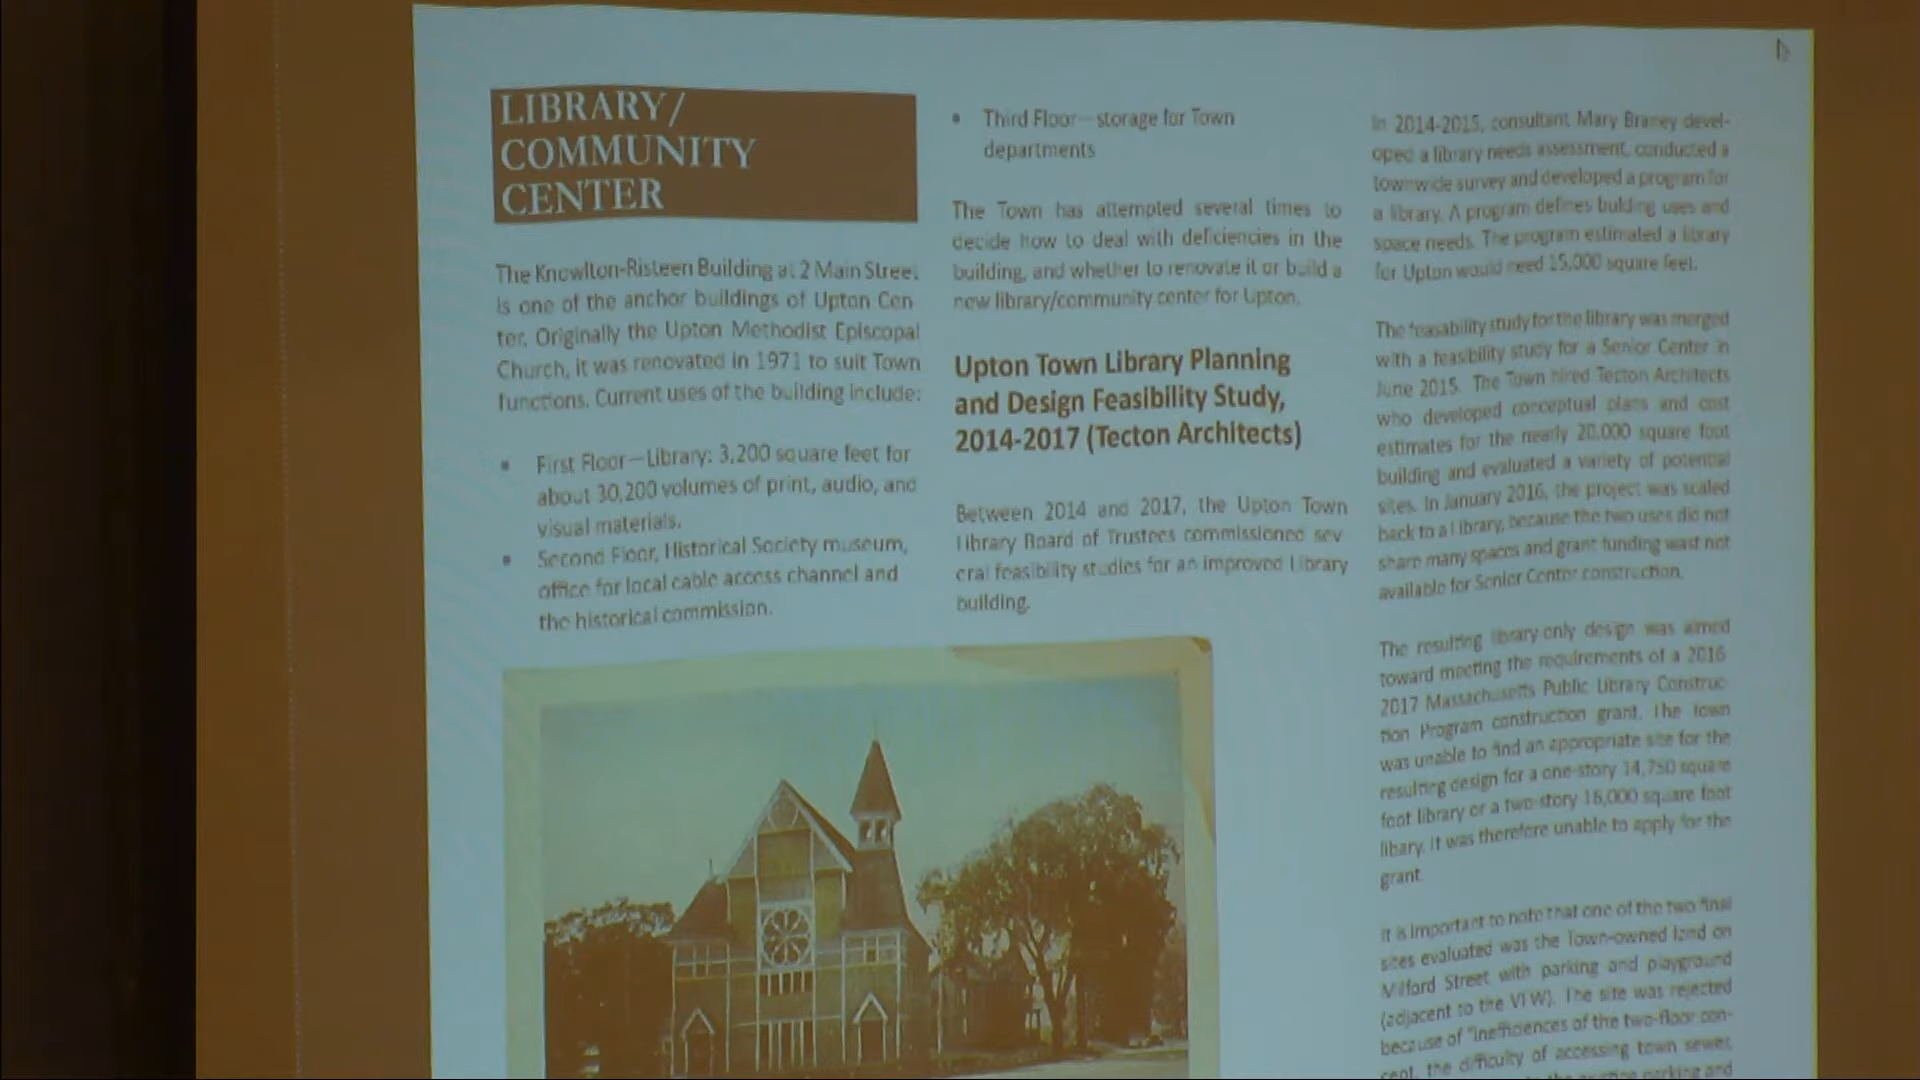 LIBRARY/
COMMUNITY
CENTER
The Knowlton-Risteen Building at 2 Main Street
is one of the anchor buildings of Upton Cen
ter. Originally the Upton Methodist Episcopal
Church, it was renovated in 1971 to suit Town
functions. Current uses of the building include:
• First Floor—Library: 3,200 square feet for
about 30,200 volumes of print, audio, and
visual materials.
• Second Floor, Historical Society museum,
office for local cable access channel and
the historical commission.
• Third Floor—storage for Town
departments
The Town has attempted several times to
decide how to deal with deficiencies in the
building, and whether to renovate it or build a
new library/community center for Upton.
Upton Town Library Planning
and Design Feasibility Study,
2014-2017 (Tecton Architects)
Between 2014 and 2017, the Upton Town
Library Board of Trustees commissioned sev
eral feasibility studies for an improved Library
building.
In 2014-2015, consultant Mary Braney devel-
oped a library needs assessment, conducted a
townwide survey and developed a program for
a library. A program defines building uses and
space needs. The program estimated a library
for Upton would need 15,000 square feet.
The feasability study for the library was merged
with a feasibility study for a Senior Center in
June 2015. The Town hired Tecton Architects
who developed conceptual plans and cost
estimates for the nearly 20,000 square foot
building and evaluated a variety of potential
sites. In January 2016, the project was scaled
back to a Library, because the two uses did not
share many spaces and grant funding wast not
available for Senior Center construction.
The resulting library-only design was aimed
toward meeting the requirements of a 2016
2017 Massachusetts Public Library Construc-
tion Program construction grant. The Town
was unable to find an appropriate site for the
resulting design for a one-story 14,750 square
foot library or a two-story 16,000 square foot
libary. It was therefore unable to apply for the
grant.
It is important to note that one of the two final
sites evaluated was the Town-owned land on
Milford Street with parking and playground
(adjacent to the VFW). The site was rejected
because of "inefficiences of the two-floor con-
cept, the difficulty of accessing town sewer,
parking and